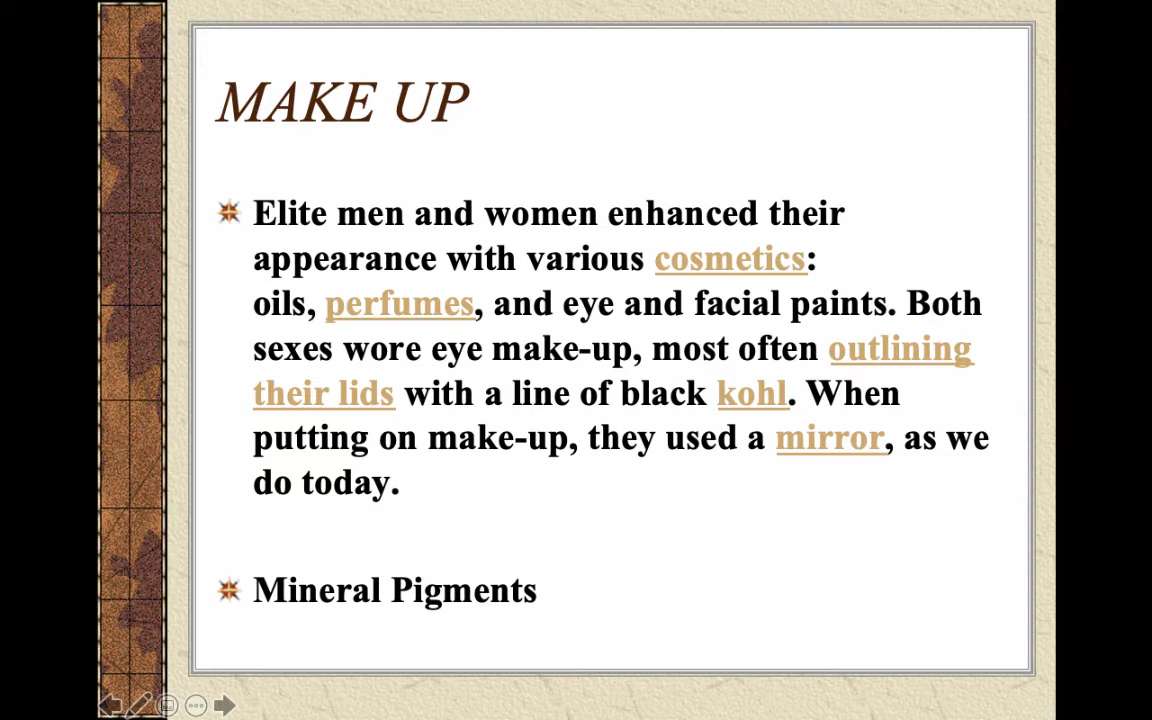 MAKE UP
Elite men and women enhanced their
appearance with various cosmetics:
oils, perfumes, and eye and facial paints. Both
sexes wore eye make-up, most often outlining
their lids with a line of black kohl. When
putting on make-up, they used a mirror, as we
do today.
Mineral Pigments